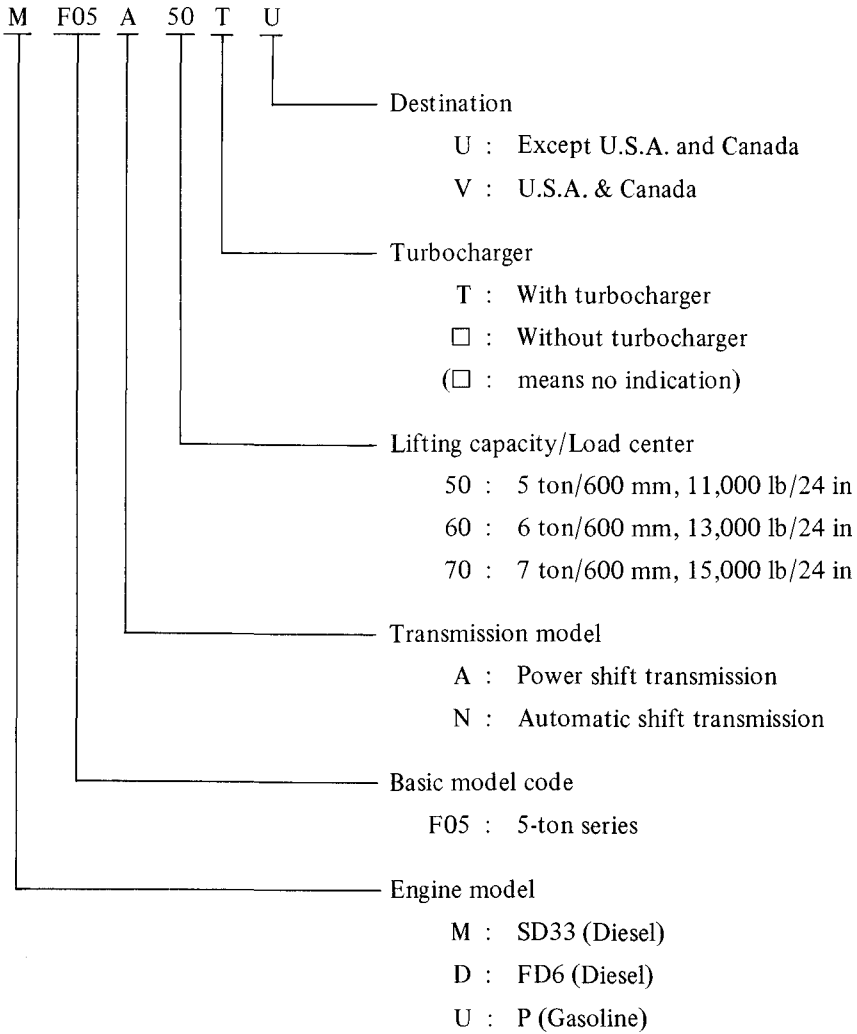 M F05 A 50 T U
Destination
U : Except U.S.A. and Canada
V : U.S.A. & Canada
Turbocharger
T : With turbocharger
□ : Without turbocharger
(□ : means no indication)
Lifting capacity/Load center
50 : 5 ton/600 mm, 11,000 lb/24 in
60 : 6 ton/600 mm, 13,000 lb/24 in
70 : 7 ton/600 mm, 15,000 lb/24 in
Transmission model
A : Power shift transmission
N : Automatic shift transmission
Basic model code
F05 : 5-ton series
Engine model
M : SD33 (Diesel)
D : FD6 (Diesel)
U : P (Gasoline)